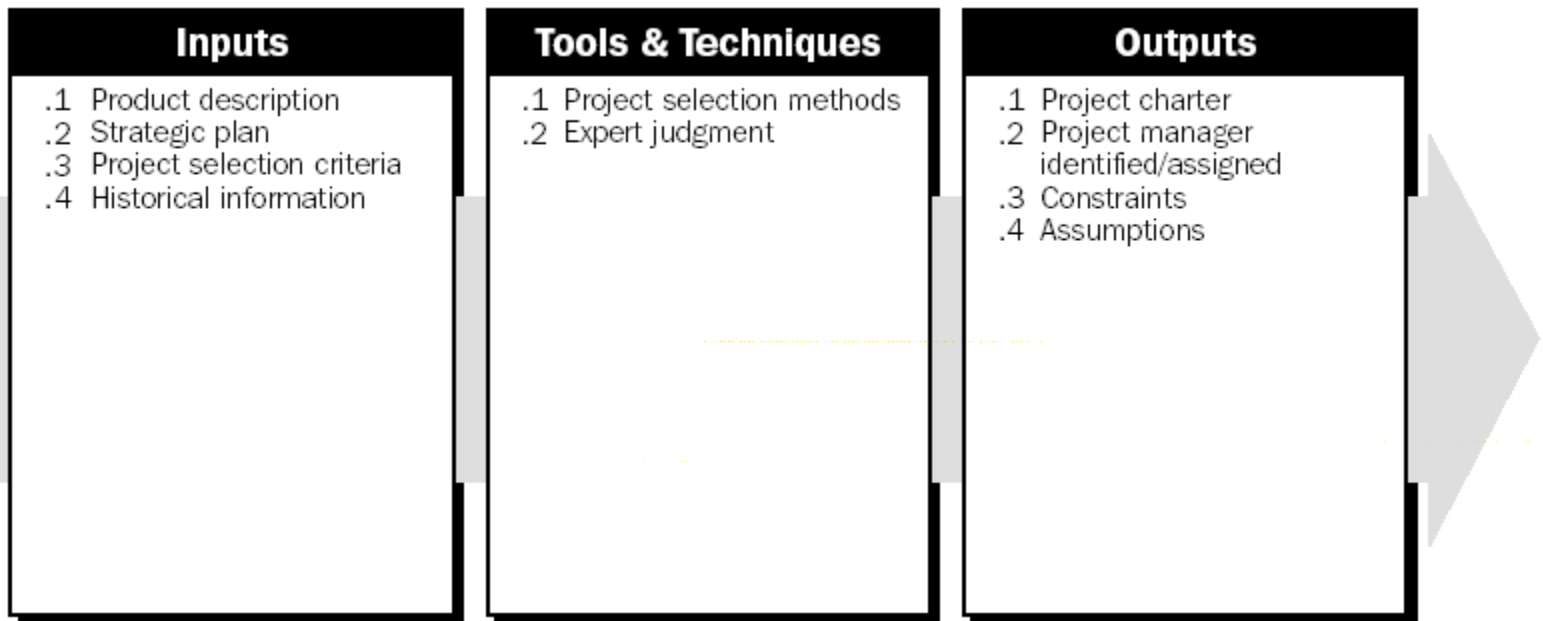 Inputs
.1 Product description
.2 Strategic plan
.3 Project selection criteria
.4 Historical information
Tools & Techniques
.1 Project selection methods
.2 Expert judgment
Outputs
.1 Project charter
.2 Project manager
identified/assigned
.3 Constraints
.4 Assumptions